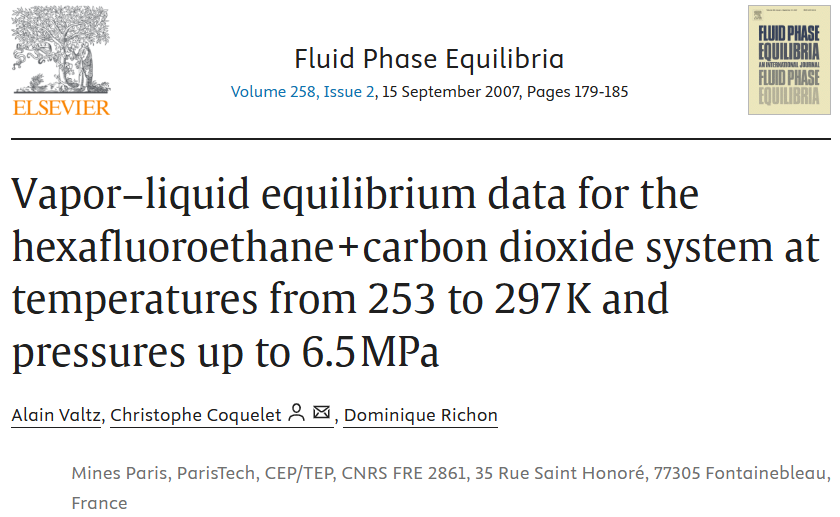 ELSEVIER
Fluid Phase Equilibria
Volume 258, Issue 2, 15 September 2007, Pages 179-185
FLUID PHASE
EQUILIBRIA
AN INTERNATIONAL JOURNAL
FLUID PHASE
EQUILIBRIA
Vapor–liquid equilibrium data for the
hexafluoroethane+carbon dioxide system at
temperatures from 253 to 297K and
pressures up to 6.5MPa
Alain Valtz, Christophe Coquelet, Dominique Richon
Mines Paris, ParisTech, CEP/TEP, CNRS FRE 2861, 35 Rue Saint Honoré, 77305 Fontainebleau,
France